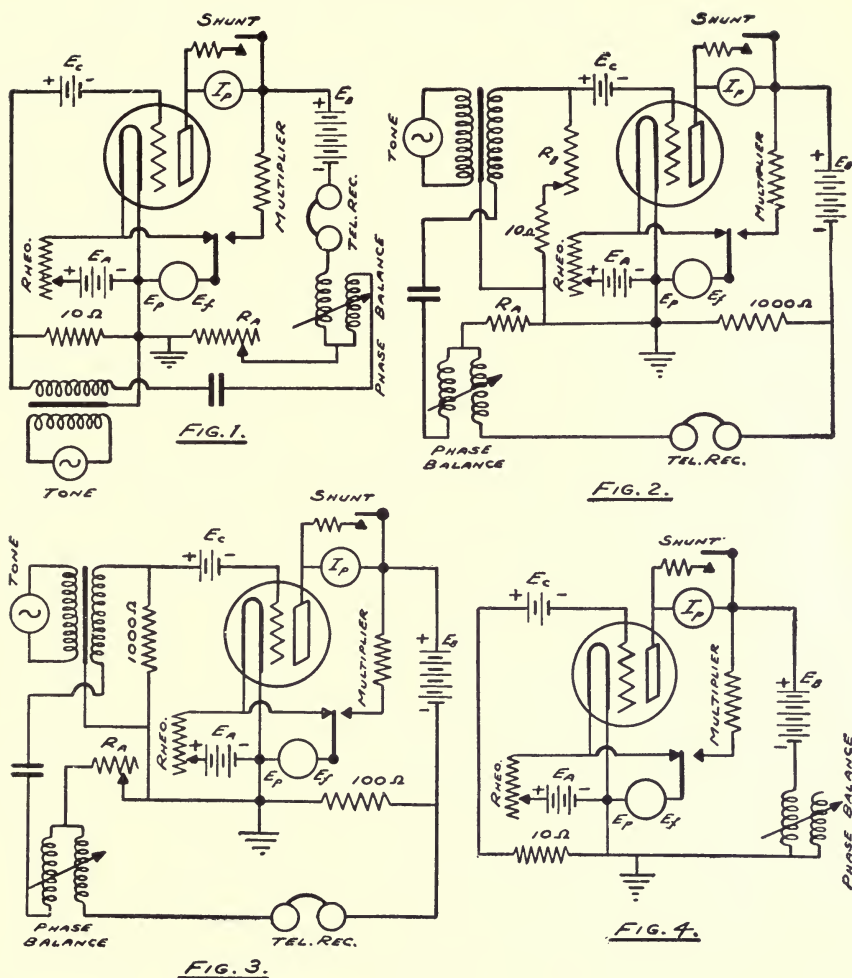 SHUNT
Ec
+ -
Ip
+
EB
-
MULTIPLIER
TEL.REC.
RHEO.
+ EA -
Ep Ef
10Ω
RA
PHASE BALANCE
TONE
FIG.1.
SHUNT
Ec
+ -
Ip
TONE
RB
+
EB
-
MULTIPLIER
10Ω
RHEO.
+ EA -
Ep Ef
RA
1000Ω
PHASE
BALANCE
TEL.REC.
FIG.2.
SHUNT
TONE
Ec
+ -
Ip
1000Ω
+
EB
-
MULTIPLIER
RHEO.
RA
+ EA -
Ep Ef
100Ω
PHASE
BALANCE
TEL.REC.
FIG.3.
SHUNT
Ec
+ -
Ip
+
EB
-
MULTIPLIER
RHEO.
+ EA -
Ep Ef
10Ω
PHASE BALANCE
FIG.4.